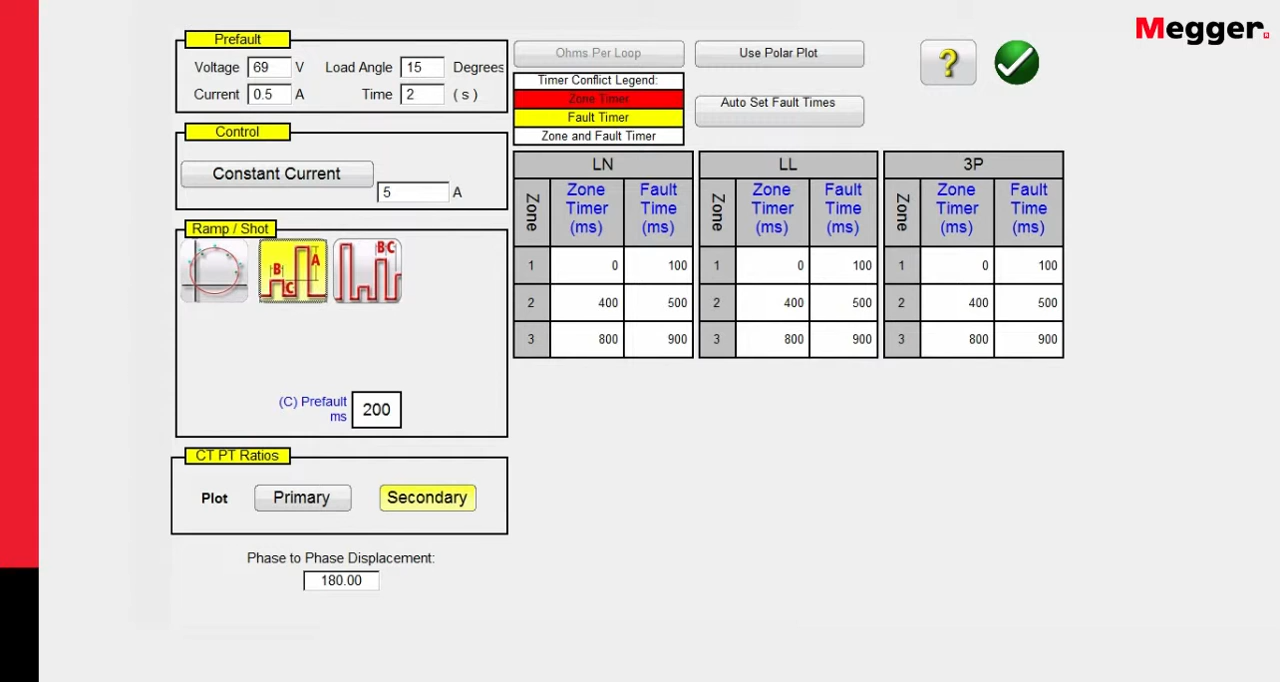 Megger.
Prefault
Voltage 69 V Load Angle 15 Degrees
Current 0.5 A Time 2 ( s )
Control
Constant Current 5 A
Ramp / Shot
B A C
B C
(C) Prefault
ms
200
CT PT Ratios
Plot Primary Secondary
Phase to Phase Displacement:
180.00
Ohms Per Loop
Use Polar Plot
Timer Conflict Legend:
Zone Timer
Fault Timer
Zone and Fault Timer
Auto Set Fault Times
?
LN LL 3P
Zone Zone Timer (ms) Fault Time (ms) Zone Zone Timer (ms) Fault Time (ms) Zone Zone Timer (ms) Fault Time (ms)
1 0 100 1 0 100 1 0 100
2 400 500 2 400 500 2 400 500
3 800 900 3 800 900 3 800 900